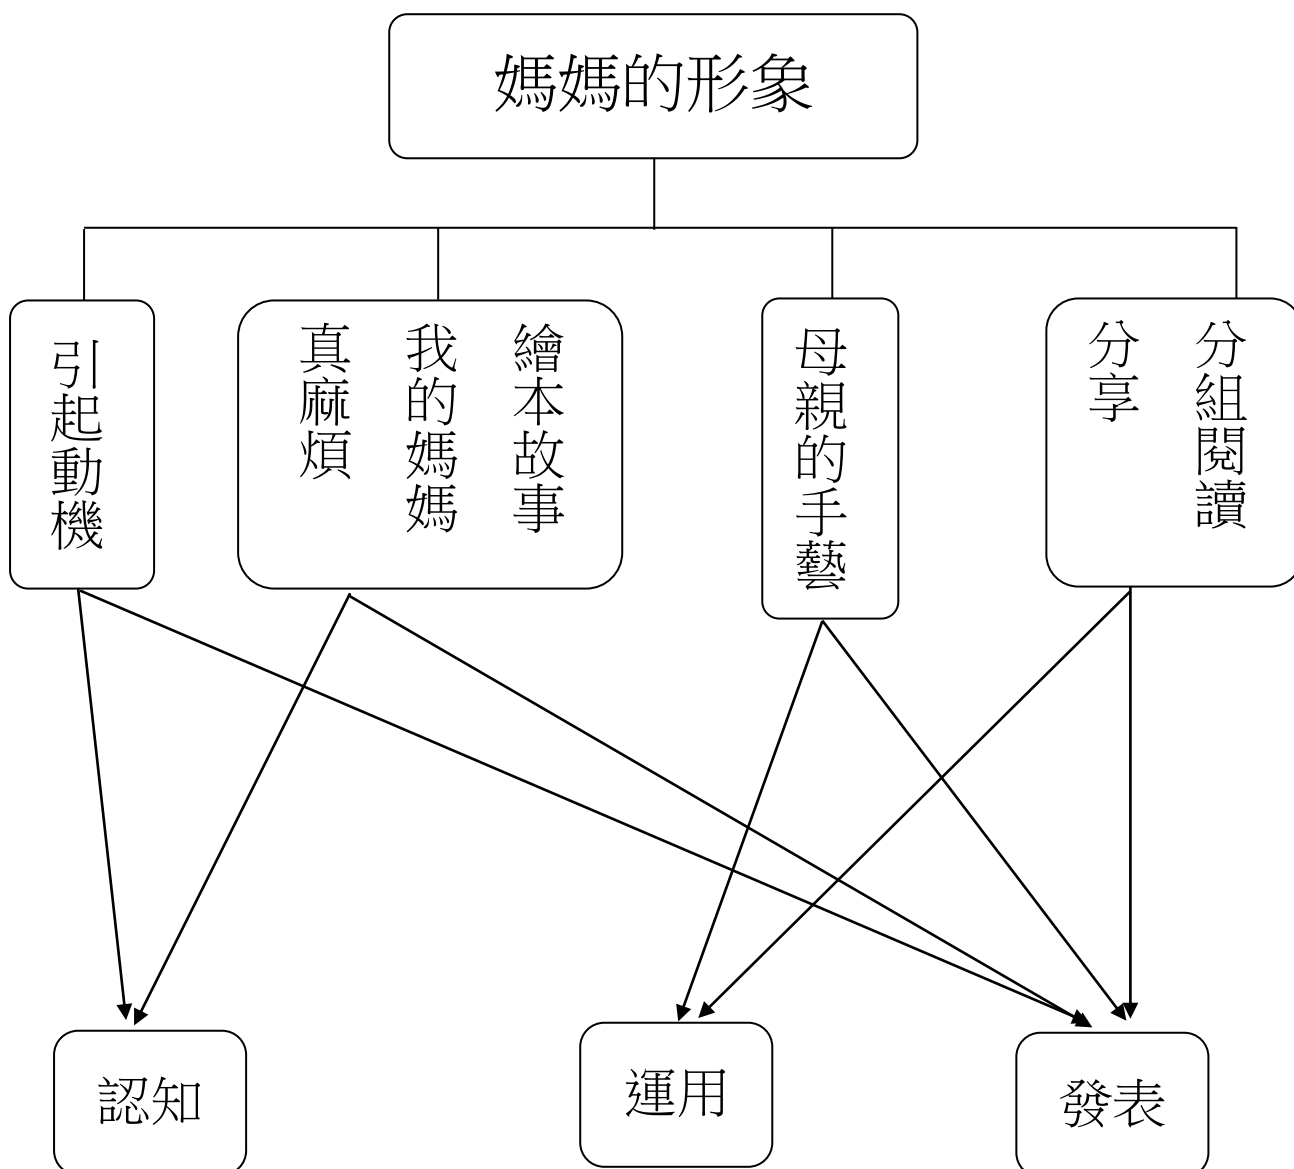 媽媽的形象
引起動機
繪本故事
我的媽媽
真麻煩
母親的手藝
分組閱讀
分享
認知
運用
發表